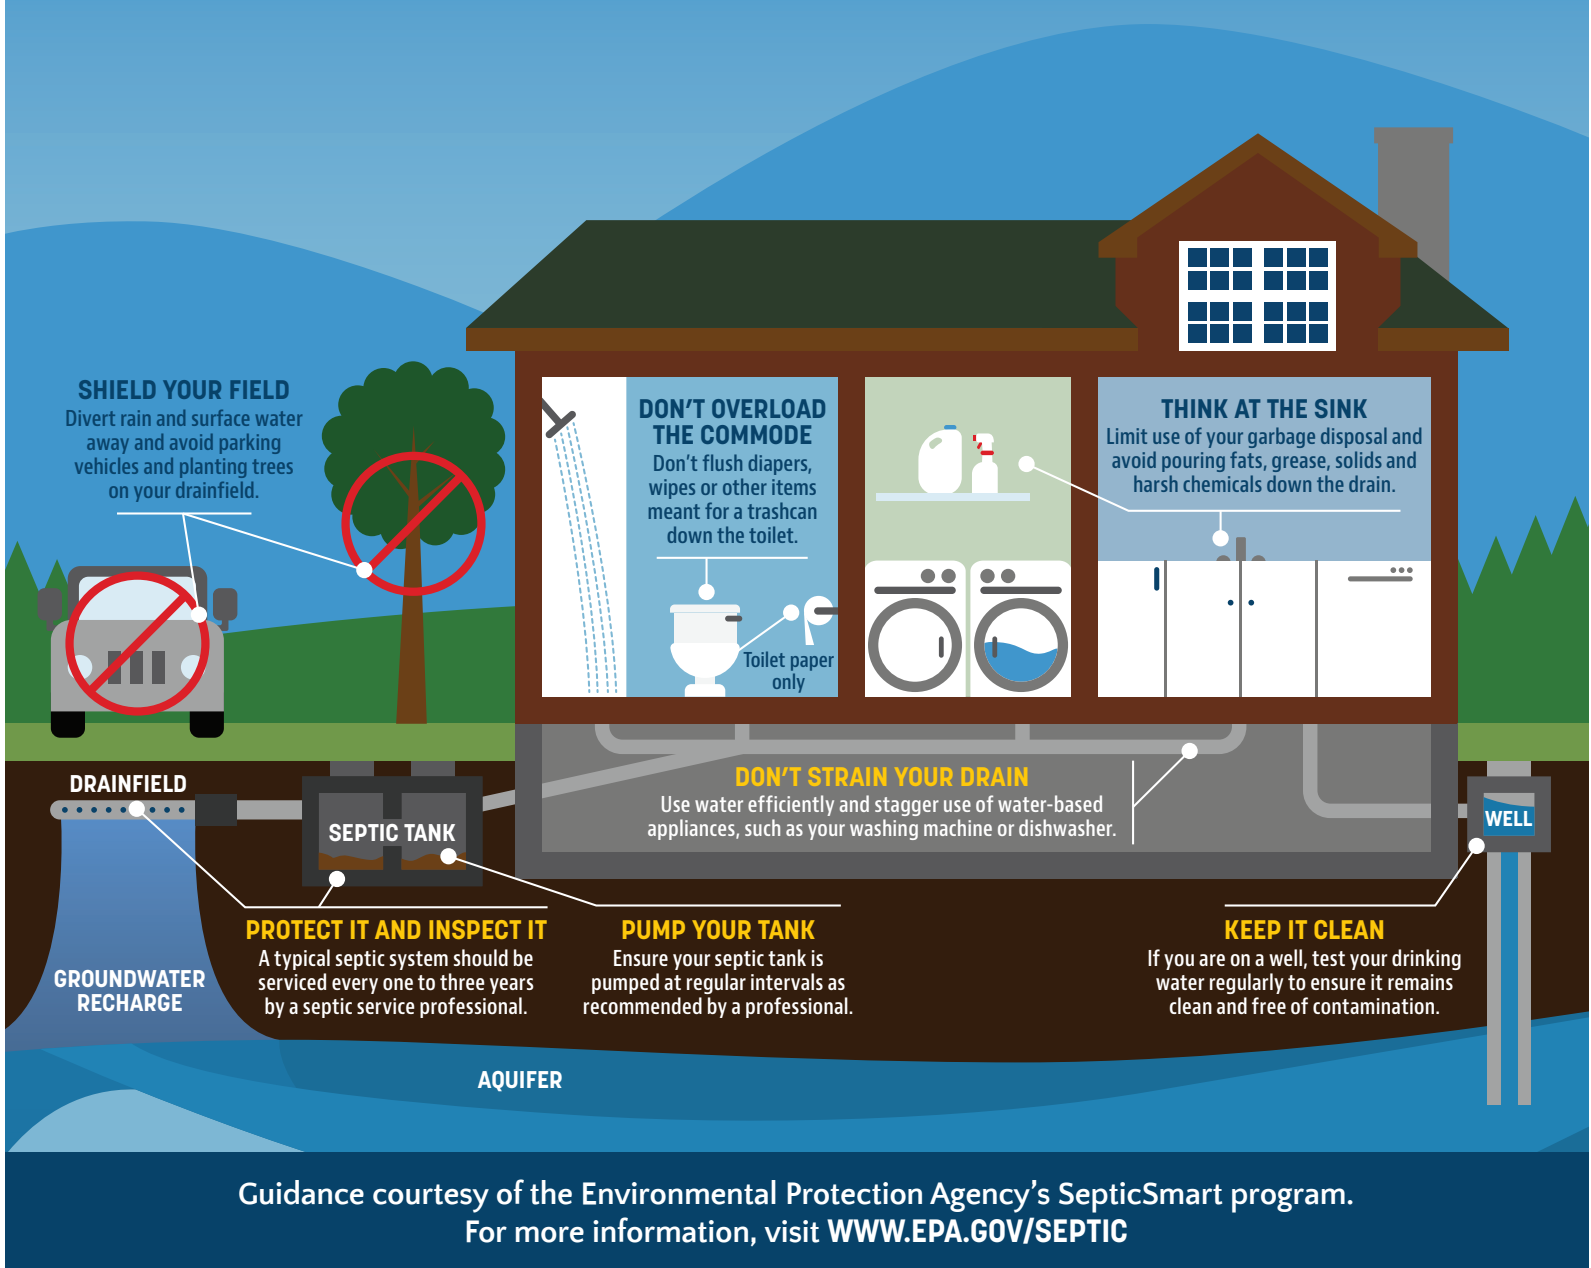 SHIELD YOUR FIELD
Divert rain and surface water
away and avoid parking
vehicles and planting trees
on your drainfield.
DON'T OVERLOAD
THE COMMODE
Don't flush diapers,
wipes or other items
meant for a trashcan
down the toilet.
Toilet paper
only
THINK AT THE SINK
Limit use of your garbage disposal and
avoid pouring fats, grease, solids and
harsh chemicals down the drain.
DON'T STRAIN YOUR DRAIN
Use water efficiently and stagger use of water-based
appliances, such as your washing machine or dishwasher.
DRAINFIELD
SEPTIC TANK
WELL
PROTECT IT AND INSPECT IT
A typical septic system should be
serviced every one to three years
by a septic service professional.
PUMP YOUR TANK
Ensure your septic tank is
pumped at regular intervals as
recommended by a professional.
KEEP IT CLEAN
If you are on a well, test your drinking
water regularly to ensure it remains
clean and free of contamination.
GROUNDWATER
RECHARGE
AQUIFER
Guidance courtesy of the Environmental Protection Agency's SepticSmart program.
For more information, visit WWW.EPA.GOV/SEPTIC